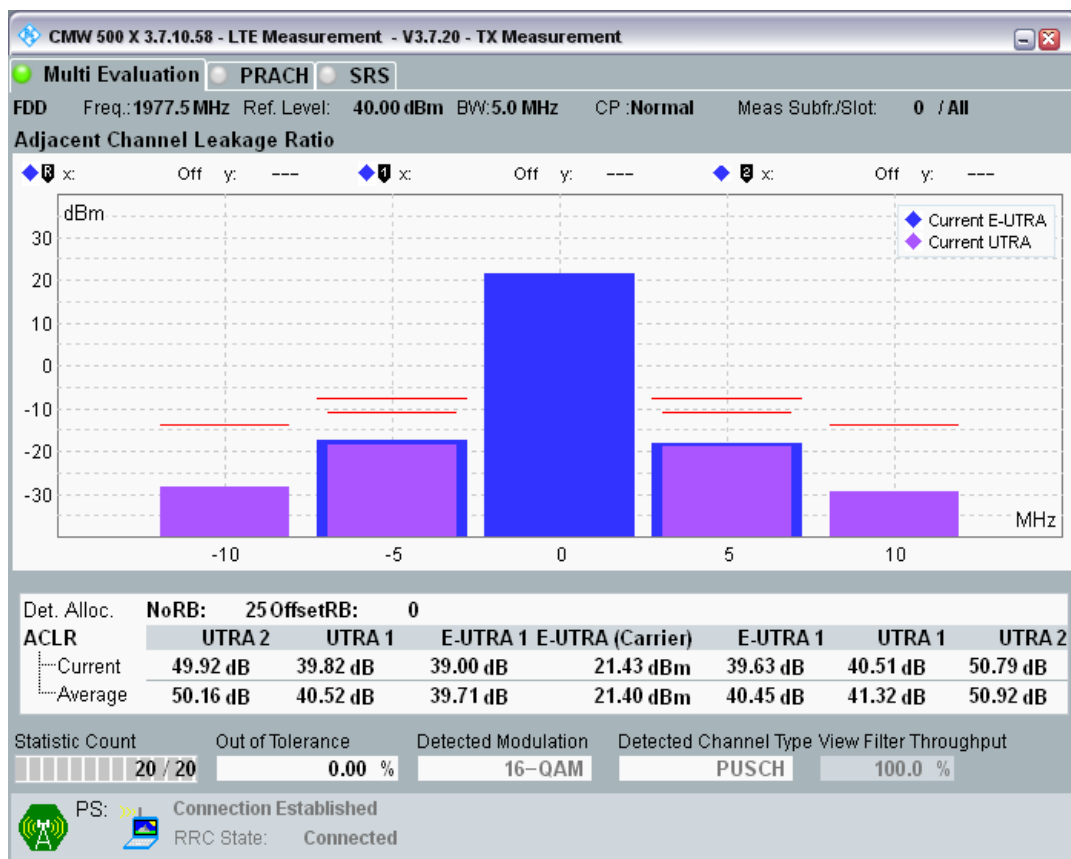 CMW 500 X 3.7.10.58 - LTE Measurement - V3.7.20 - TX Measurement
Multi Evaluation PRACH SRS
FDD Freq.:1977.5 MHz Ref. Level: 40.00 dBm BW:5.0 MHz CP :Normal Meas Subfr./Slot: 0 / All
Adjacent Channel Leakage Ratio
R x: Off y: --- 1 x: Off y: --- 2 x: Off y: ---
dBm
Current E-UTRA
Current UTRA
30
20
10
0
-10
-20
-30
MHz
-10 -5 0 5 10
Det. Alloc. NoRB: 25 OffsetRB: 0
ACLR UTRA 2 UTRA 1 E-UTRA 1 E-UTRA (Carrier) E-UTRA 1 UTRA 1 UTRA 2
Current 49.92 dB 39.82 dB 39.00 dB 21.43 dBm 39.63 dB 40.51 dB 50.79 dB
Average 50.16 dB 40.52 dB 39.71 dB 21.40 dBm 40.45 dB 41.32 dB 50.92 dB
Statistic Count Out of Tolerance Detected Modulation Detected Channel Type View Filter Throughput
20 / 20 0.00 % 16-QAM PUSCH 100.0 %
PS: Connection Established
RRC State: Connected